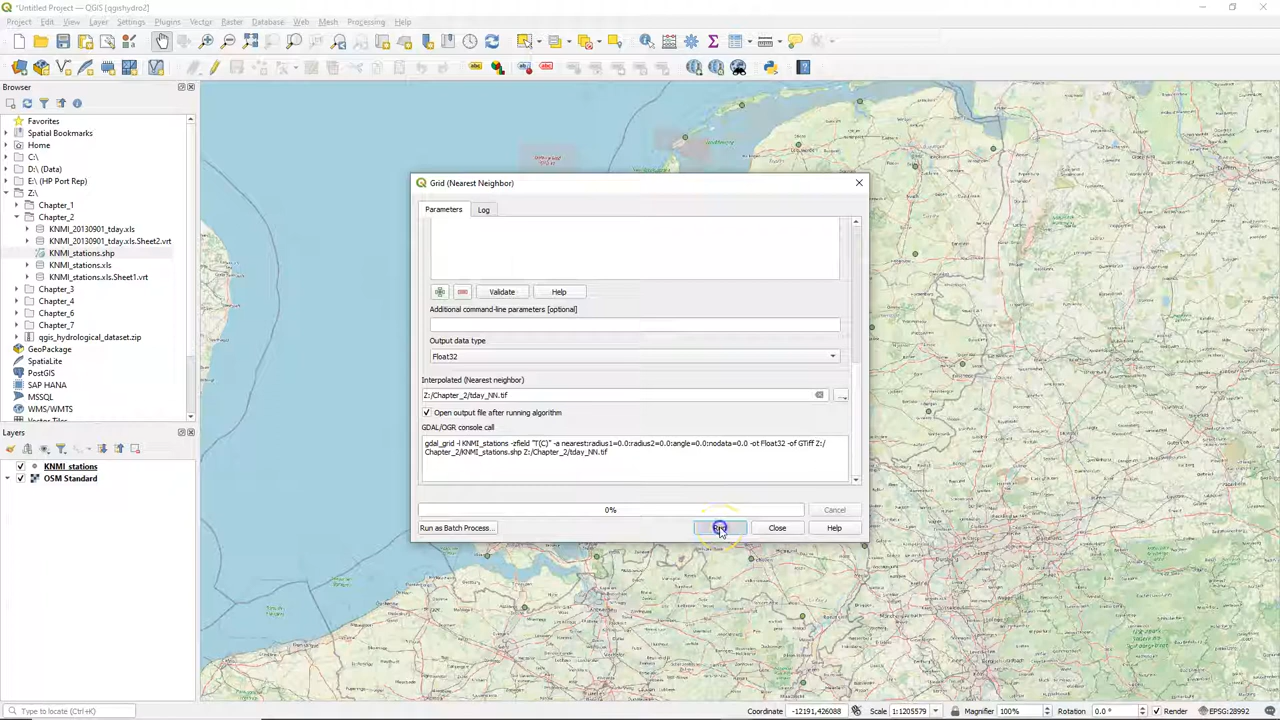 *Untitled Project — QGIS [qgishydro2]
Project Edit View Layer Settings Plugins Vector Raster Database Web Mesh Processing Help
Browser
Favorites
Spatial Bookmarks
Home
C:\
D:\ (Data)
E:\ (HP Port Rep)
Z:\
Chapter_1
Chapter_2
KNMI_20130901_tday.xls
KNMI_20130901_tday.xls.Sheet2.vrt
KNMI_stations.shp
KNMI_stations.xls
KNMI_stations.xls.Sheet1.vrt
Chapter_3
Chapter_4
Chapter_6
Chapter_7
qgis_hydrological_dataset.zip
GeoPackage
SpatiaLite
PostGIS
SAP HANA
MSSQL
WMS/WMTS
Vector Tiles
Layers
KNMI_stations
OSM Standard
Grid (Nearest Neighbor)
Parameters Log
Validate Help
Additional command-line parameters [optional]
Output data type
Float32
Interpolated (Nearest neighbor)
Z:/Chapter_2/tday_NN.tif
Open output file after running algorithm
GDAL/OGR console call
gdal_grid -l KNMI_stations -zfield "T(C)" -a nearest:radius1=0.0:radius2=0.0:angle=0.0:nodata=0.0 -ot Float32 -of GTiff Z:/
Chapter_2/KNMI_stations.shp Z:/Chapter_2/tday_NN.tif
0% Cancel
Run as Batch Process... Run Close Help
Type to locate (Ctrl+K) Coordinate -12191,426088 Scale 1:1205579 Magnifier 100% Rotation 0.0 ° Render EPSG:28992